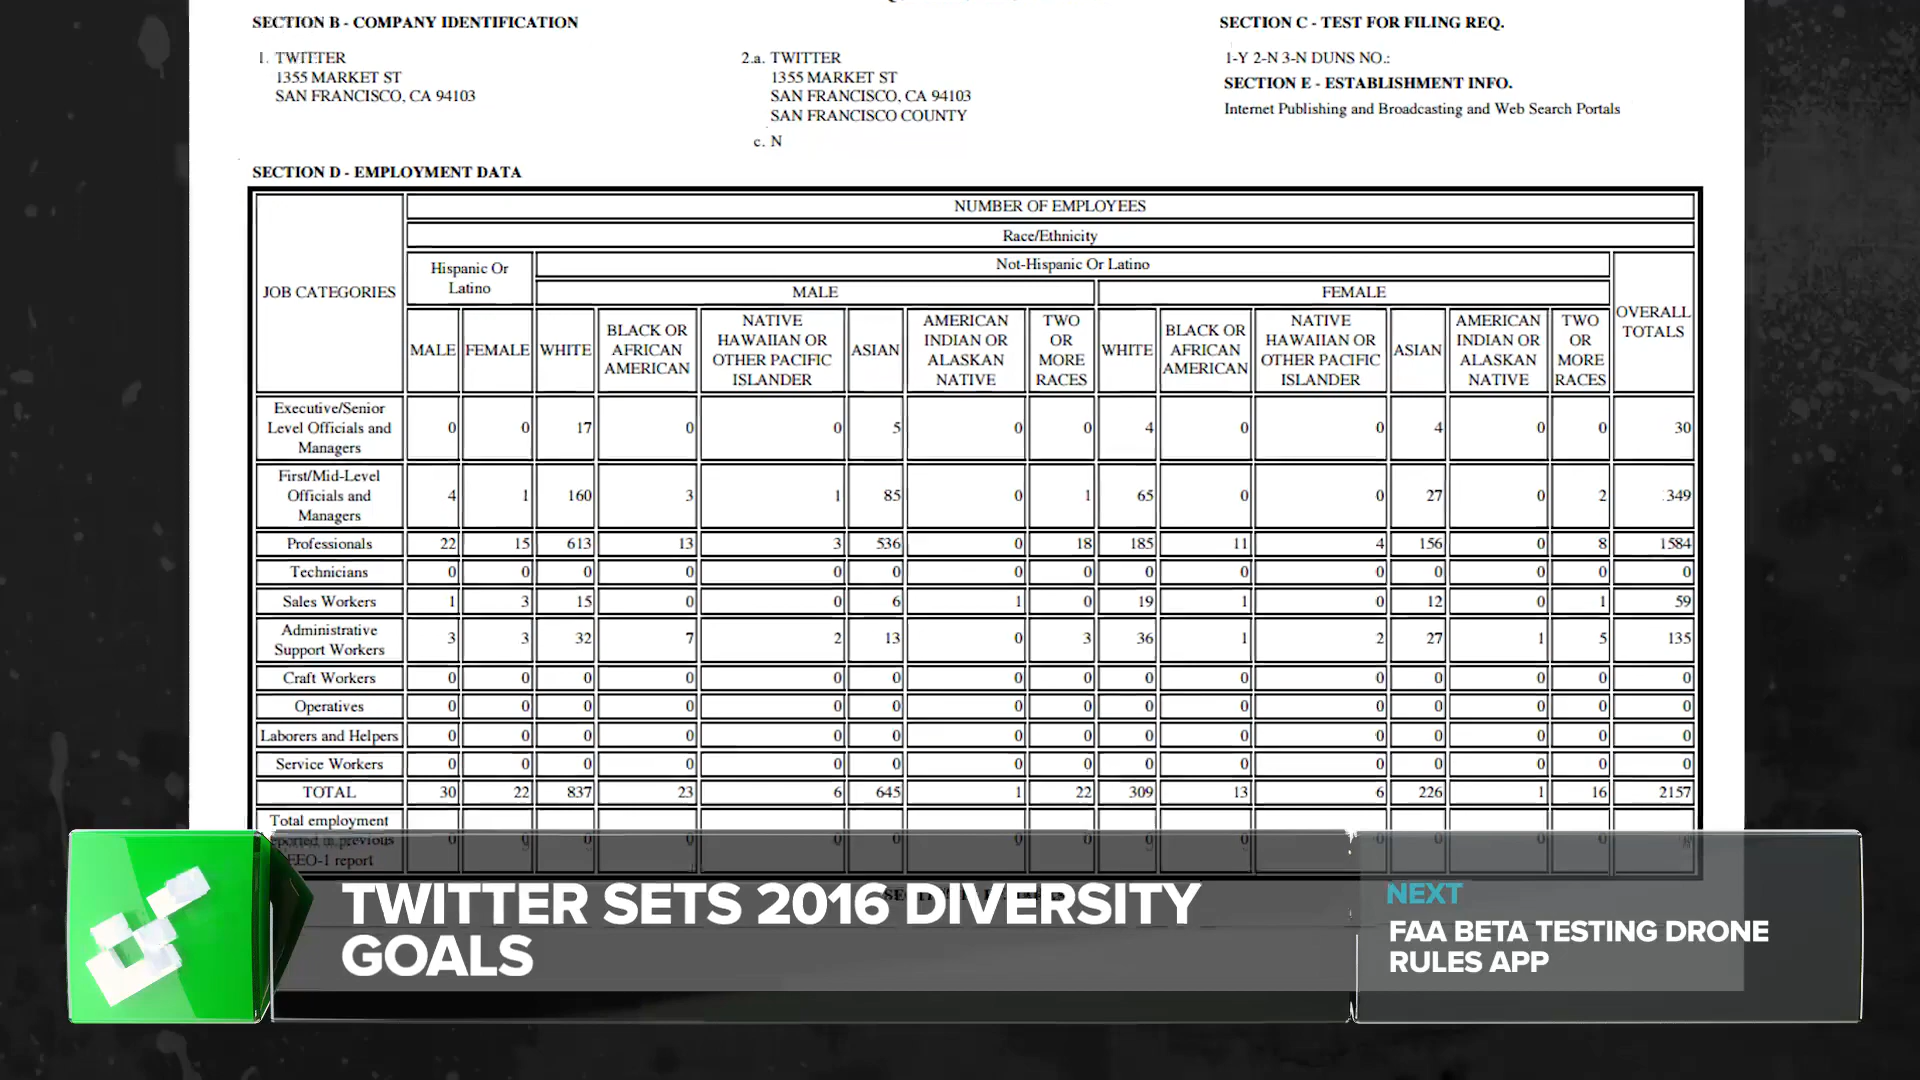 SECTION B - COMPANY IDENTIFICATION
SECTION C - TEST FOR FILING REQ.
1. TWITTER
1355 MARKET ST
SAN FRANCISCO, CA 94103
2.a. TWITTER
1355 MARKET ST
SAN FRANCISCO, CA 94103
SAN FRANCISCO COUNTY
c. N
1-Y 2-N 3-N DUNS NO.:
SECTION E - ESTABLISHMENT INFO.
Internet Publishing and Broadcasting and Web Search Portals
SECTION D - EMPLOYMENT DATA
JOB CATEGORIES
NUMBER OF EMPLOYEES
Race/Ethnicity
Hispanic Or
Latino
Not-Hispanic Or Latino
OVERALL
TOTALS
MALE
FEMALE
MALE
FEMALE
WHITE
BLACK OR
AFRICAN
AMERICAN
NATIVE
HAWAIIAN OR
OTHER PACIFIC
ISLANDER
ASIAN
AMERICAN
INDIAN OR
ALASKAN
NATIVE
TWO
OR
MORE
RACES
WHITE
BLACK OR
AFRICAN
AMERICAN
NATIVE
HAWAIIAN OR
OTHER PACIFIC
ISLANDER
ASIAN
AMERICAN
INDIAN OR
ALASKAN
NATIVE
TWO
OR
MORE
RACES
Executive/Senior
Level Officials and
Managers
0 0 17 0 0 5 0 0 4 0 0 4 0 0 30
First/Mid-Level
Officials and
Managers
4 1 160 3 1 85 0 1 65 0 0 27 0 2 349
Professionals 22 15 613 13 3 536 0 18 185 11 4 156 0 8 1584
Technicians 0 0 0 0 0 0 0 0 0 0 0 0 0 0 0
Sales Workers 1 3 15 0 0 6 1 0 19 1 0 12 0 1 59
Administrative
Support Workers
3 3 32 7 2 13 0 3 36 1 2 27 1 5 135
Craft Workers 0 0 0 0 0 0 0 0 0 0 0 0 0 0 0
Operatives 0 0 0 0 0 0 0 0 0 0 0 0 0 0 0
Laborers and Helpers 0 0 0 0 0 0 0 0 0 0 0 0 0 0 0
Service Workers 0 0 0 0 0 0 0 0 0 0 0 0 0 0 0
TOTAL 30 22 837 23 6 645 1 22 309 13 6 226 1 16 2157
Total employment
reported in previous
EEO-1 report
TWITTER SETS 2016 DIVERSITY
GOALS
NEXT
FAA BETA TESTING DRONE
RULES APP